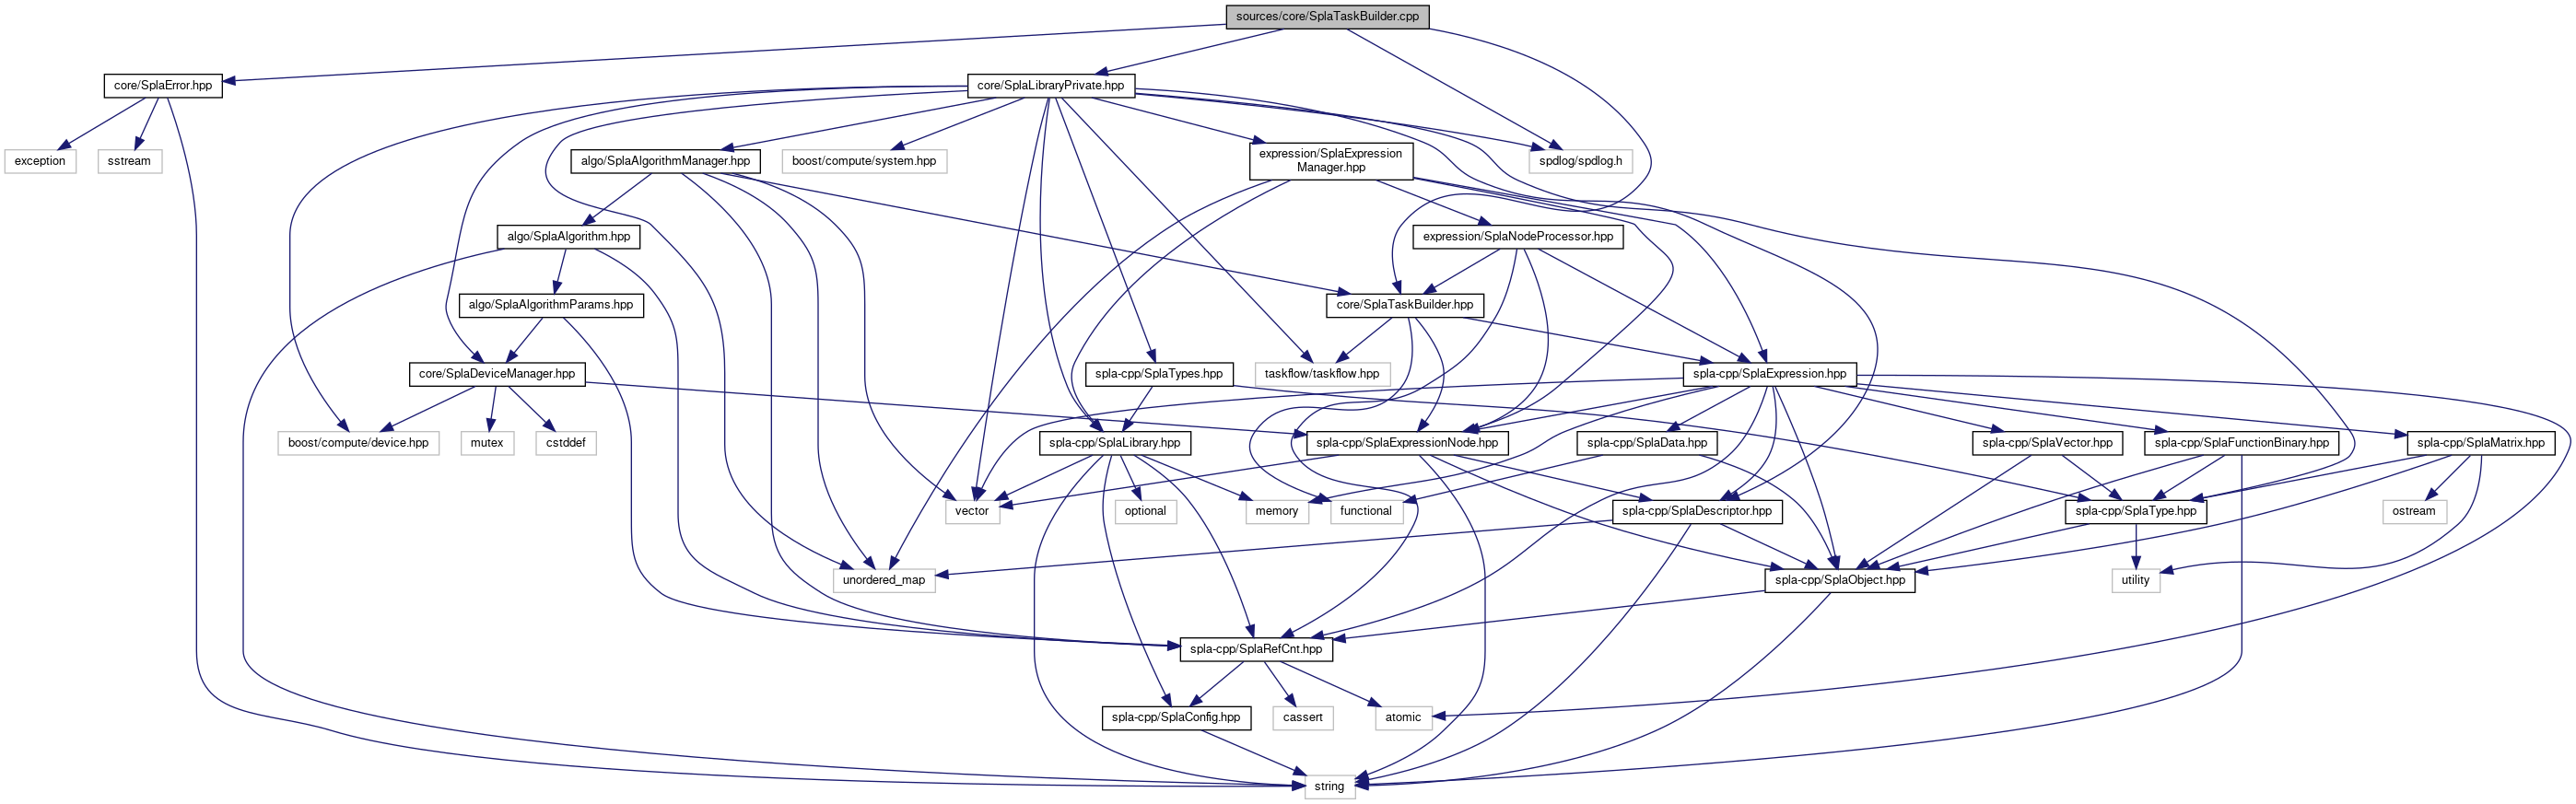 sources/core/SplaTaskBuilder.cpp
core/SplaError.hpp
core/SplaLibraryPrivate.hpp
exception
sstream
algo/SplaAlgorithmManager.hpp
boost/compute/system.hpp
expression/SplaExpression
Manager.hpp
spdlog/spdlog.h
algo/SplaAlgorithm.hpp
expression/SplaNodeProcessor.hpp
algo/SplaAlgorithmParams.hpp
core/SplaTaskBuilder.hpp
core/SplaDeviceManager.hpp
spla-cpp/SplaTypes.hpp
taskflow/taskflow.hpp
spla-cpp/SplaExpression.hpp
boost/compute/device.hpp
mutex
cstddef
spla-cpp/SplaLibrary.hpp
spla-cpp/SplaExpressionNode.hpp
spla-cpp/SplaData.hpp
spla-cpp/SplaVector.hpp
spla-cpp/SplaFunctionBinary.hpp
spla-cpp/SplaMatrix.hpp
vector
optional
memory
functional
spla-cpp/SplaDescriptor.hpp
spla-cpp/SplaType.hpp
ostream
unordered_map
spla-cpp/SplaObject.hpp
utility
spla-cpp/SplaRefCnt.hpp
spla-cpp/SplaConfig.hpp
cassert
atomic
string